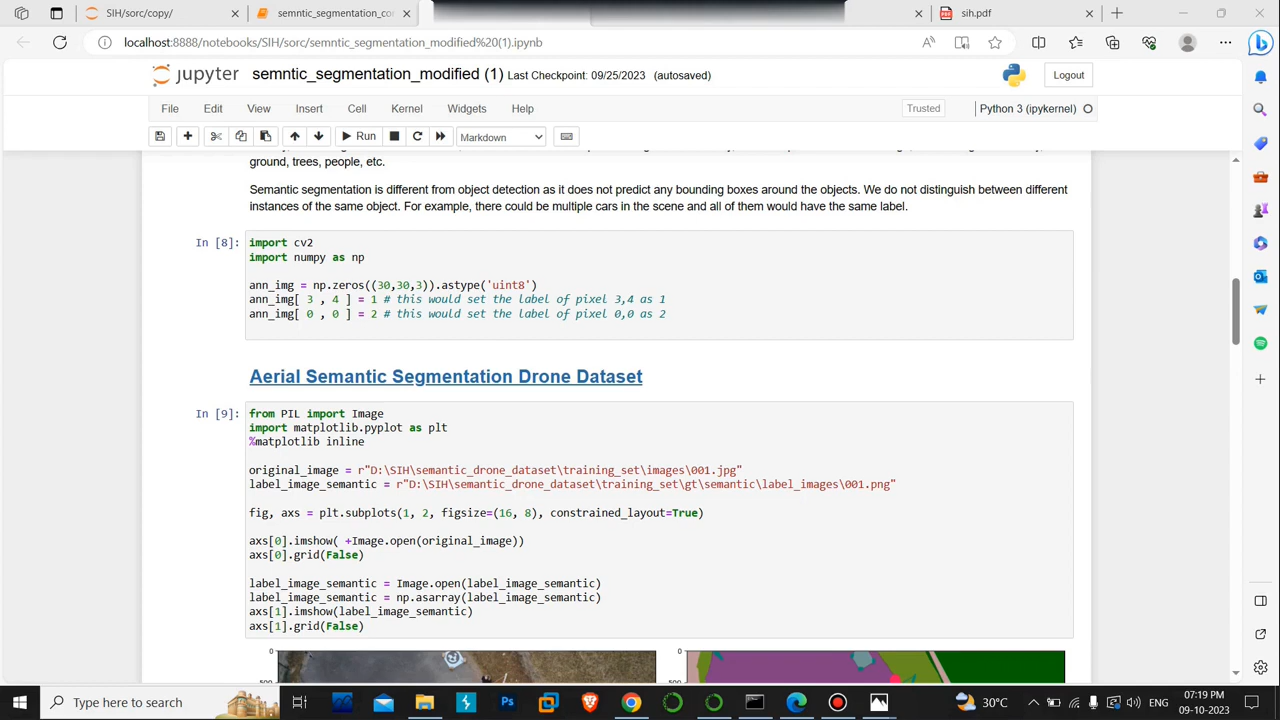 SIH/sorc/copy/
semntic_segmentation_co
sih.pdf
localhost:8888/notebooks/SIH/sorc/semntic_segmentation_modified%20(1).ipynb
jupyter semntic_segmentation_modified (1) Last Checkpoint: 09/25/2023 (autosaved)
Logout
File Edit View Insert Cell Kernel Widgets Help
Trusted
Python 3 (ipykernel)
Run
Markdown
ground, trees, people, etc.
Semantic segmentation is different from object detection as it does not predict any bounding boxes around the objects. We do not distinguish between different
instances of the same object. For example, there could be multiple cars in the scene and all of them would have the same label.
In [8]: import cv2
import numpy as np
ann_img = np.zeros((30,30,3)).astype('uint8')
ann_img[ 3 , 4 ] = 1 # this would set the label of pixel 3,4 as 1
ann_img[ 0 , 0 ] = 2 # this would set the label of pixel 0,0 as 2
Aerial Semantic Segmentation Drone Dataset
In [9]: from PIL import Image
import matplotlib.pyplot as plt
%matplotlib inline
original_image = r"D:\SIH\semantic_drone_dataset\training_set\images\001.jpg"
label_image_semantic = r"D:\SIH\semantic_drone_dataset\training_set\gt\semantic\label_images\001.png"
fig, axs = plt.subplots(1, 2, figsize=(16, 8), constrained_layout=True)
axs[0].imshow( +Image.open(original_image))
axs[0].grid(False)
label_image_semantic = Image.open(label_image_semantic)
label_image_semantic = np.asarray(label_image_semantic)
axs[1].imshow(label_image_semantic)
axs[1].grid(False)
0
0
Type here to search
30°C
ENG
07:19 PM
09-10-2023